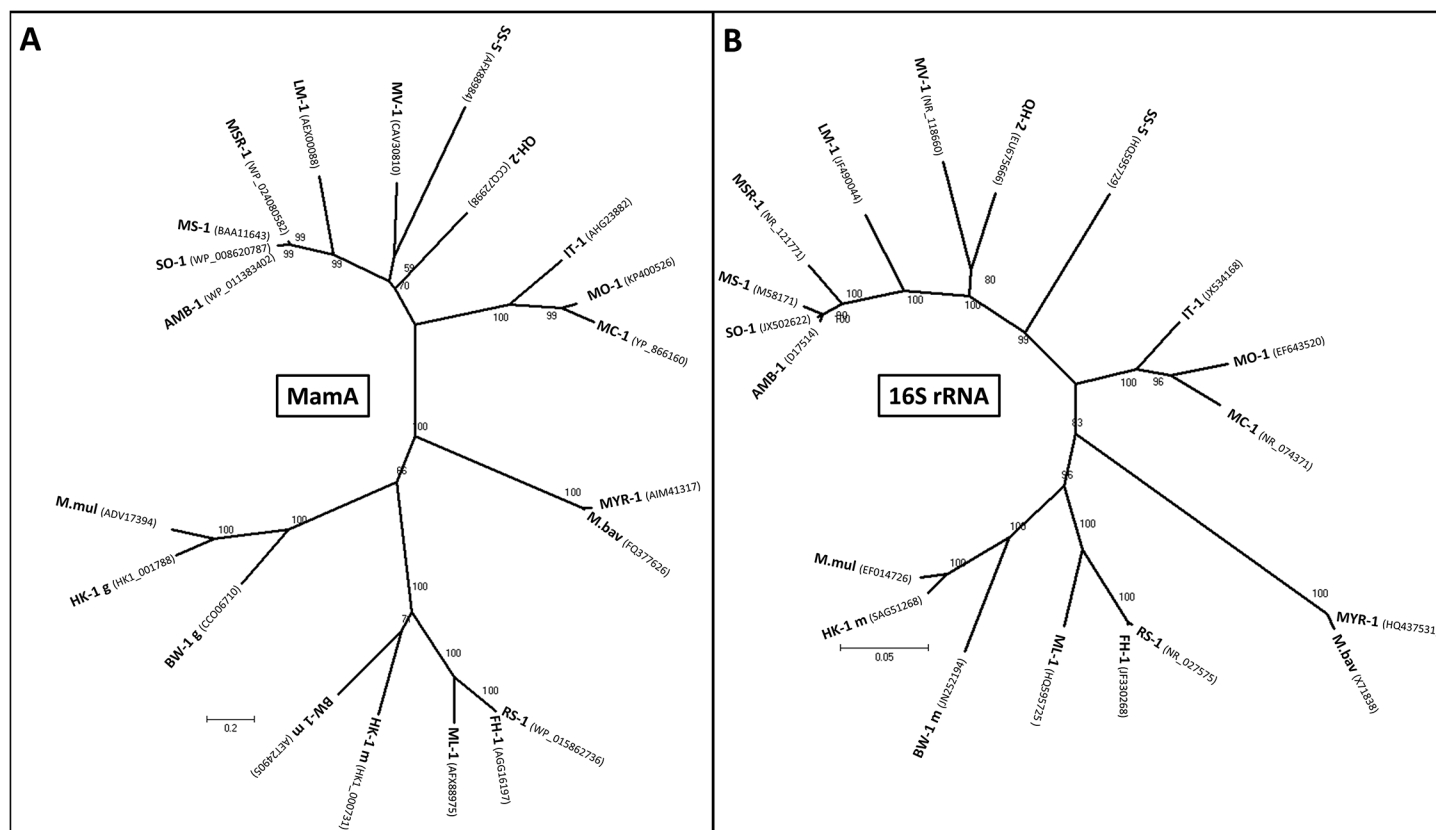 A
SS-5 (AFX88984)
LM-1 (AEX00088)
MV-1 (CAV30810)
MSR-1 (WP_024080582)
QH-2 (CCQ72998)
MS-1 (BAA11643)
SO-1 (WP_008620787)
AMB-1 (WP_011383402)
IT-1 (AHG23882)
MO-1 (KP400526)
MC-1 (YP_866160)
99
99
99
59
70
100
99
MamA
100
66
100
MYR-1 (AIM41317)
M.bav (FQ377626)
M.mul (ADV17394)
100
100
HK-1 g (HK1_001788)
BW-1 g (CCO06710)
100
71
100
100
RS-1 (WP_015862736)
FH-1 (AGG16197)
ML-1 (AFX88975)
HK-1 m (HK1_000731)
BW-1 m (AET24905)
0.2
B
MV-1 (NR_118660)
QH-2 (EU675666)
SS-5 (HQ595729)
LM-1 (JF490044)
MSR-1 (NR_121771)
MS-1 (M58171)
SO-1 (JX502622)
AMB-1 (D17514)
IT-1 (JX534168)
MO-1 (EF643520)
MC-1 (NR_074371)
100
100
100
80
100
99
100
96
16S rRNA
83
96
100
100
M.mul (EF014726)
100
HK-1 m (SAG51268)
BW-1 m (JN252194)
100
ML-1 (HQ595725)
FH-1 (JF330268)
RS-1 (NR_027575)
100
MYR-1 (HQ437531
M.bav (X71838)
0.05